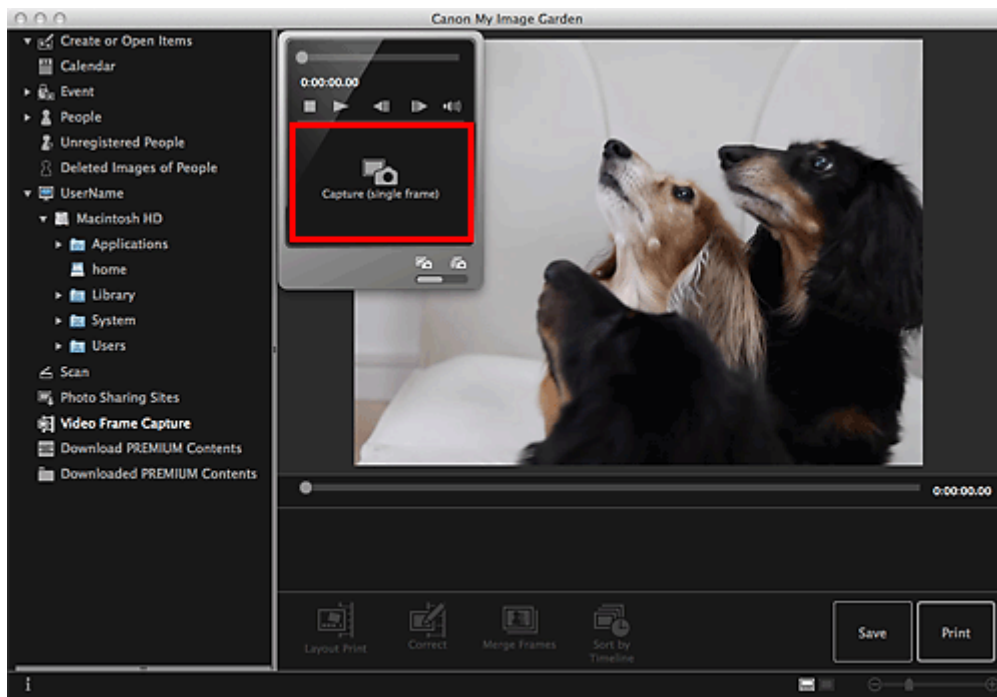 Canon My Image Garden
Create or Open Items
Calendar
Event
People
Unregistered People
Deleted Images of People
UserName
Macintosh HD
Applications
home
Library
System
Users
Scan
Photo Sharing Sites
Video Frame Capture
Download PREMIUM Contents
Downloaded PREMIUM Contents
0:00:00.00
Capture (single frame)
0:00:00.00
Layout Print
Correct
Merge Frames
Sort by
Timeline
Save
Print